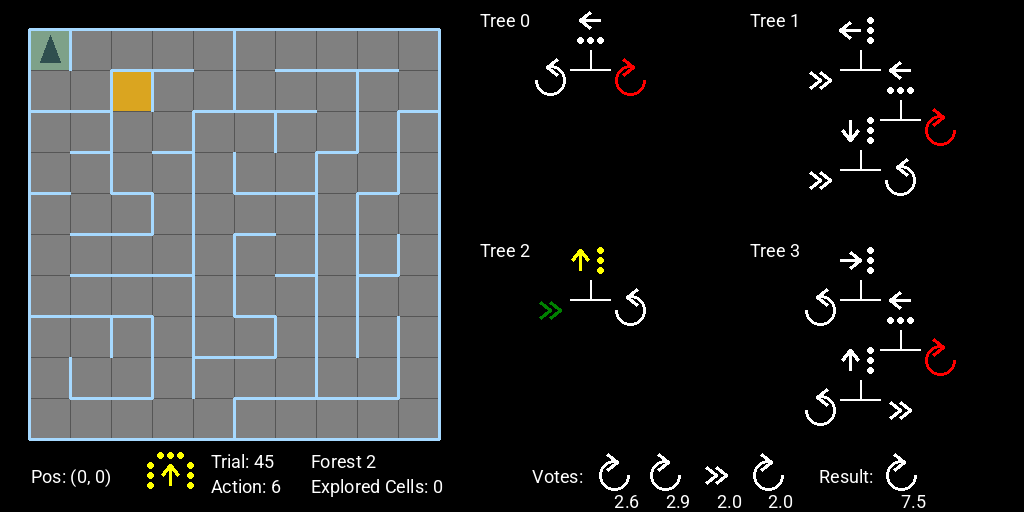 Tree 0
Tree 1
Tree 2
Tree 3
Pos: (0, 0)
Trial: 45
Forest 2
Action: 6
Explored Cells: 0
Votes:
2.6
2.9
2.0
2.0
Result:
7.5